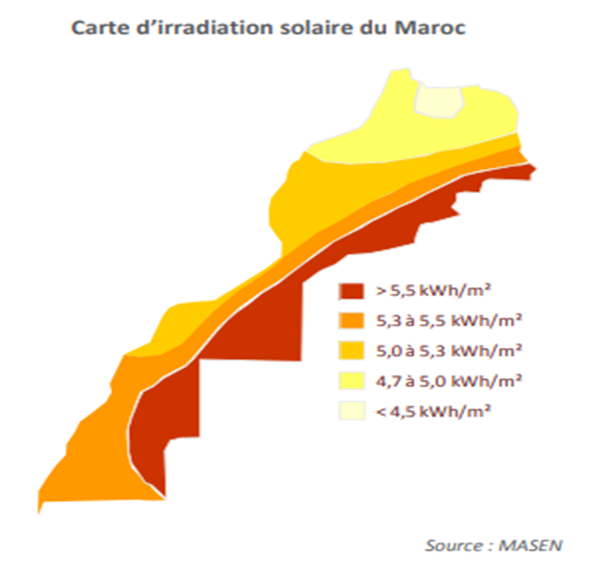 Carte d’irradiation solaire du Maroc
> 5,5 kWh/m²
5,3 à 5,5 kWh/m²
5,0 à 5,3 kWh/m²
4,7 à 5,0 kWh/m²
< 4,5 kWh/m²
Source : MASEN